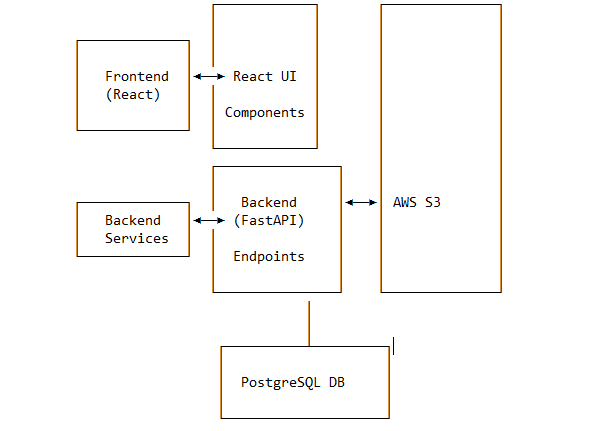 Frontend
(React)
React UI
Components
Backend
Services
Backend
(FastAPI)
Endpoints
AWS S3
PostgreSQL DB